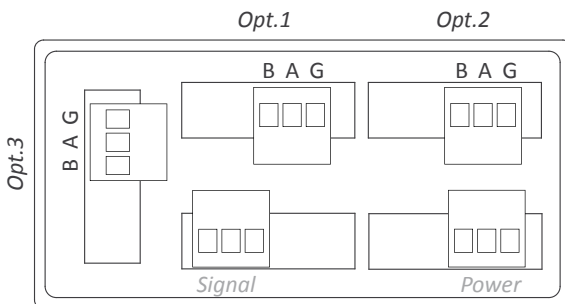 Opt.1 Opt.2
B A G B A G
Opt.3
B A G
Signal Power